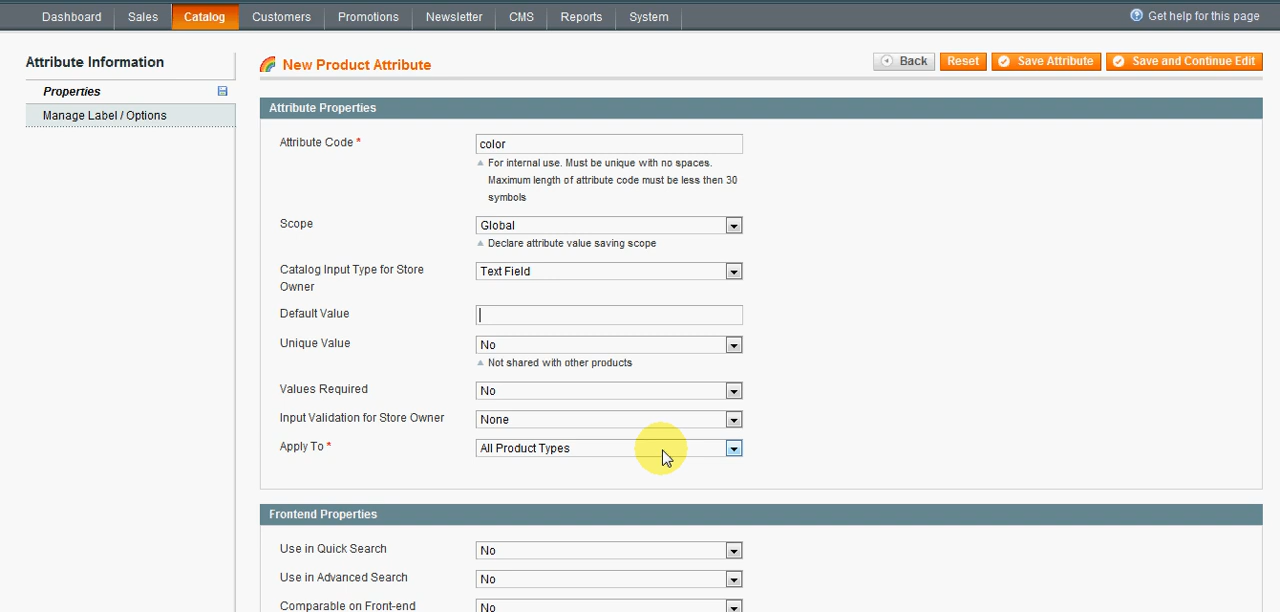 Dashboard Sales Catalog Customers Promotions Newsletter CMS Reports System Get help for this page
Attribute Information
Properties
Manage Label / Options
New Product Attribute
Back Reset Save Attribute Save and Continue Edit
Attribute Properties
Attribute Code * color
For internal use. Must be unique with no spaces.
Maximum length of attribute code must be less then 30
symbols
Scope Global
Declare attribute value saving scope
Catalog Input Type for Store Text Field
Owner
Default Value
Unique Value No
Not shared with other products
Values Required No
Input Validation for Store Owner None
Apply To * All Product Types
Frontend Properties
Use in Quick Search No
Use in Advanced Search No
Comparable on Front-end No